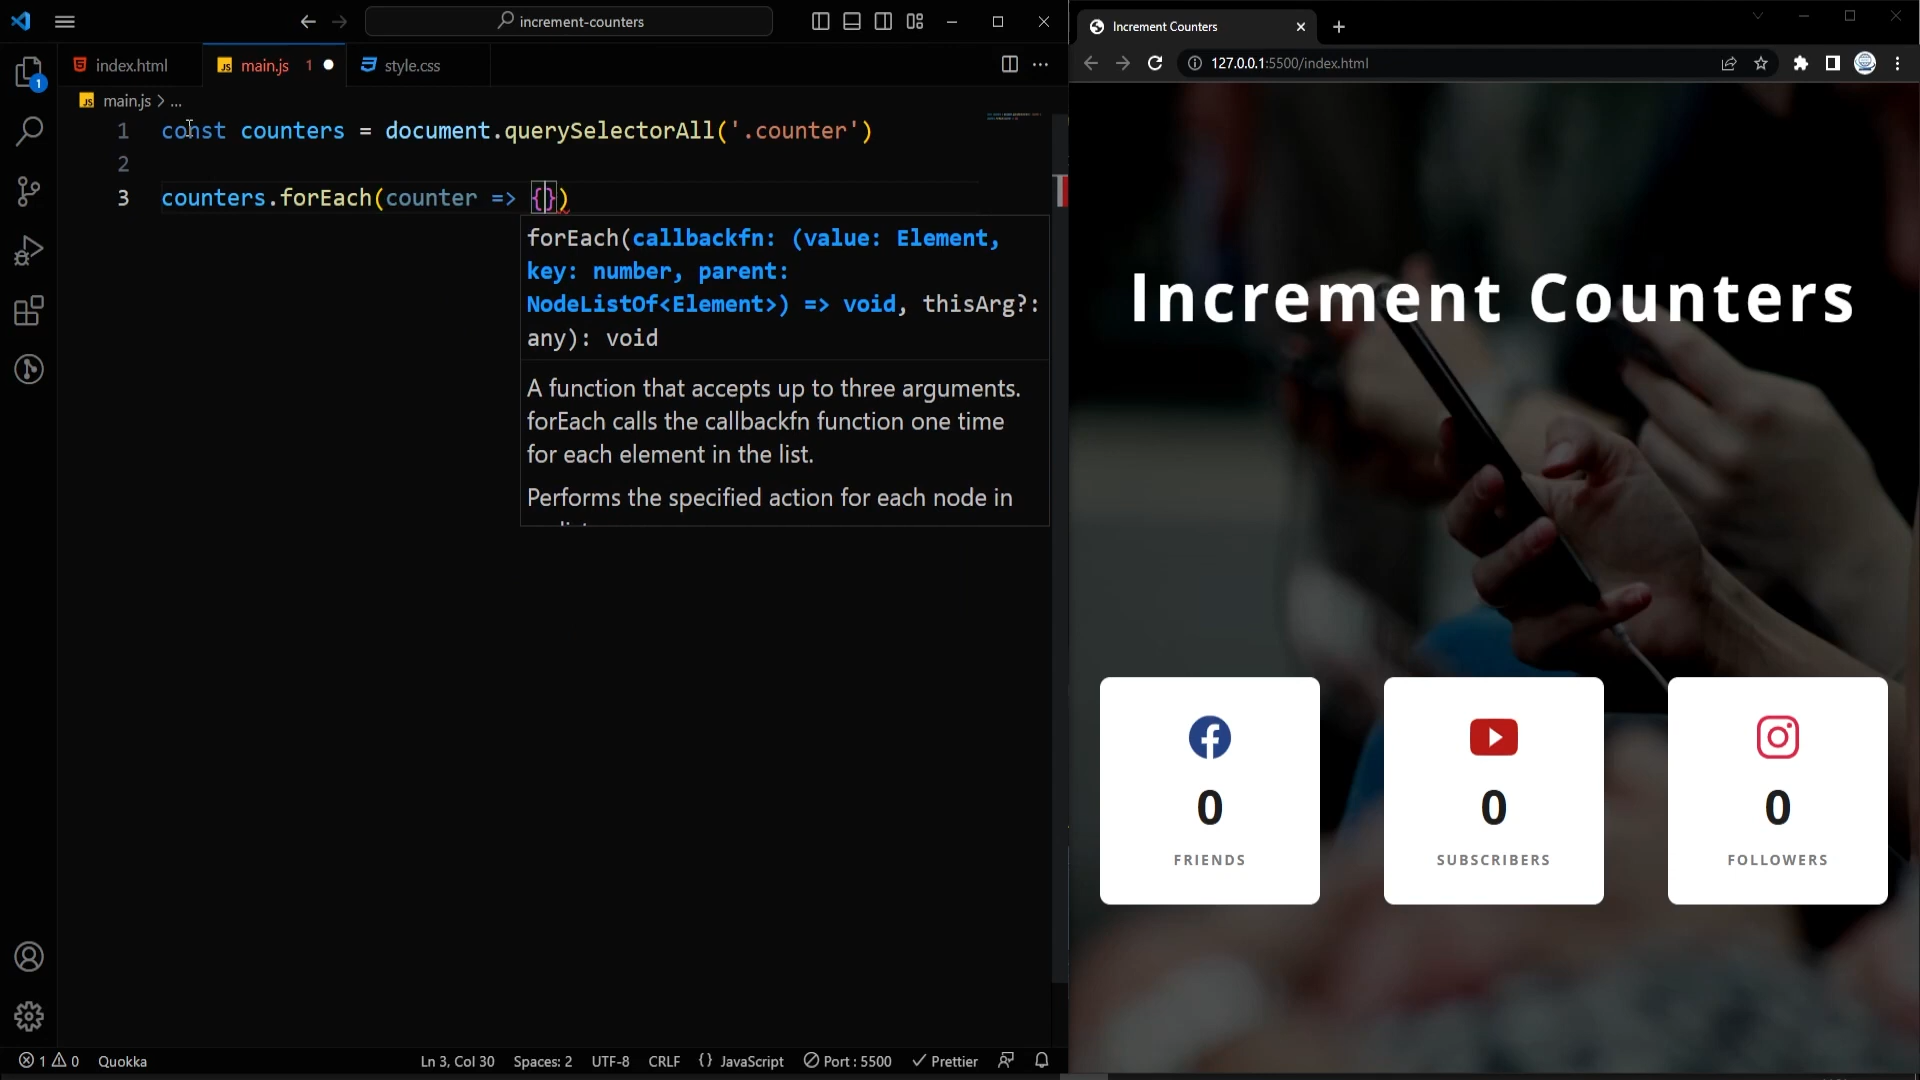 increment-counters
index.html
main.js 1
style.css
main.js > ...
1 const counters = document.querySelectorAll('.counter')
2
3 counters.forEach(counter => {})
forEach(callbackfn: (value: Element,
key: number, parent:
NodeListOf<Element>) => void, thisArg?:
any): void
A function that accepts up to three arguments.
forEach calls the callbackfn function one time
for each element in the list.
Performs the specified action for each node in
1
1 0 Quokka
Ln 3, Col 30 Spaces: 2 UTF-8 CRLF {} JavaScript Port : 5500 Prettier
Increment Counters
127.0.0.1:5500/index.html
Increment Counters
0
FRIENDS
0
SUBSCRIBERS
0
FOLLOWERS